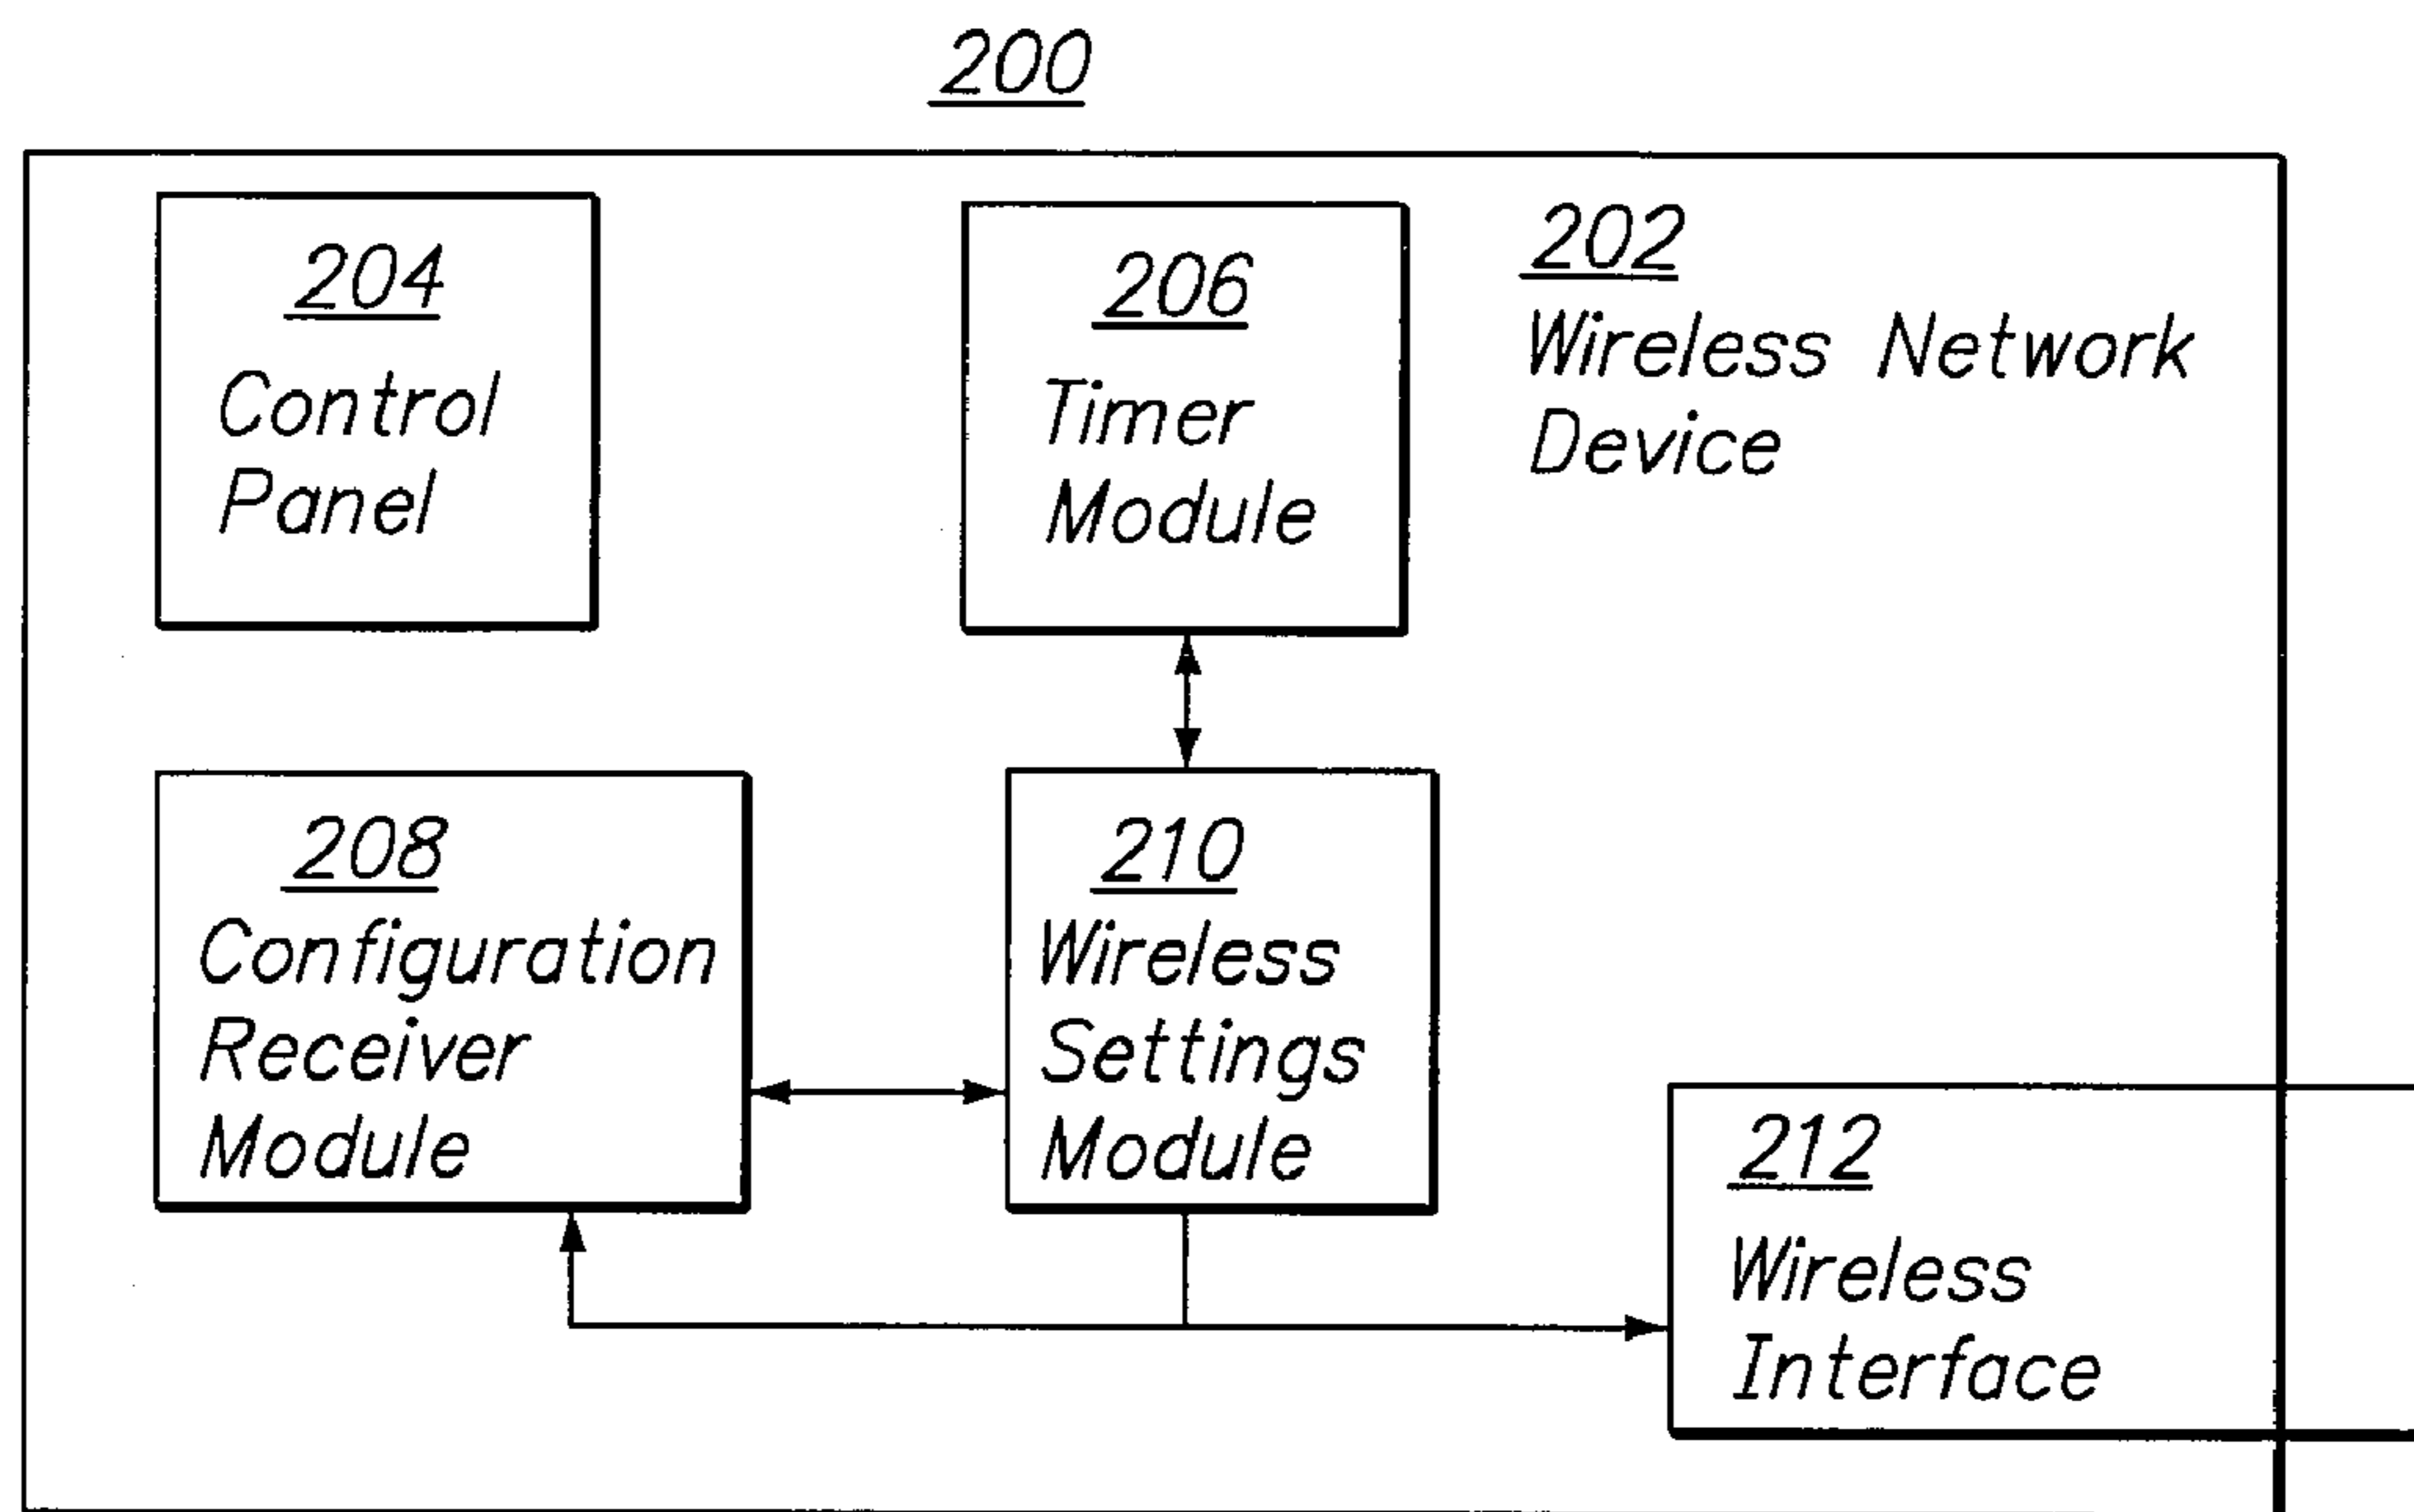 200
204
Control
Panel
206
Timer
Module
202
Wireless Network
Device
208
Configuration
Receiver
Module
210
Wireless
Settings
Module
212
Wireless
Interface